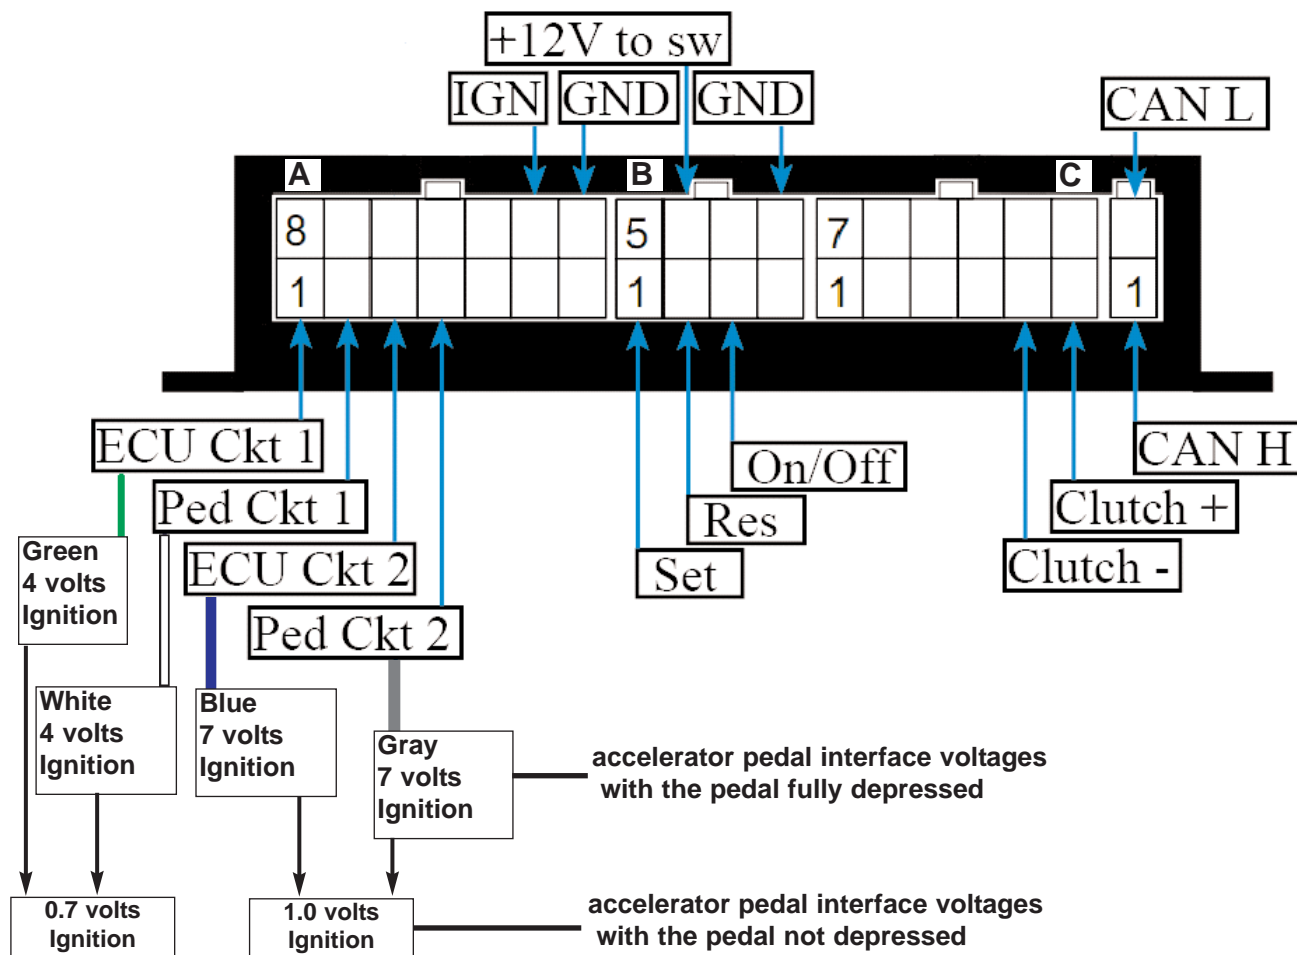 +12V to sw
IGN
GND
GND
CAN L
A
B
C
8
5
7
1
1
1
1
ECU Ckt 1
Ped Ckt 1
ECU Ckt 2
Ped Ckt 2
On/Off
Res
Set
CAN H
Clutch +
Clutch -
Green
4 volts
Ignition
White
4 volts
Ignition
Blue
7 volts
Ignition
Gray
7 volts
Ignition
accelerator pedal interface voltages
with the pedal fully depressed
0.7 volts
Ignition
1.0 volts
Ignition
accelerator pedal interface voltages
with the pedal not depressed